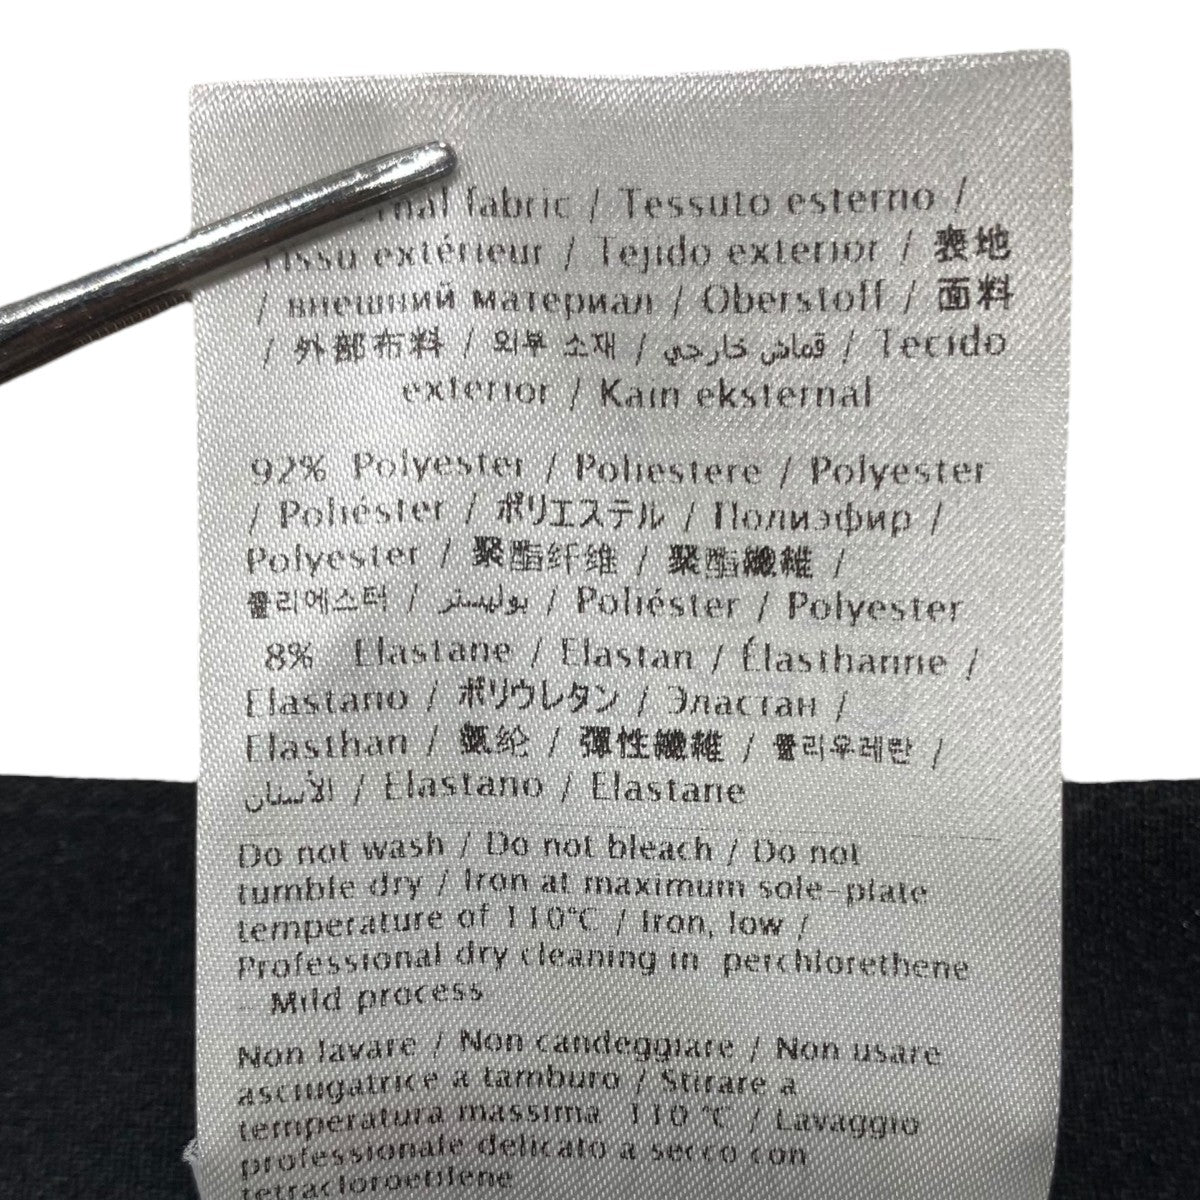 fabric / Tessuto esterno /
extérieur / Tejido exterior / 表地
/ внешний материал / Oberstoff / 面料
/ 外部布料 / 외부 소재 / قماش خارجي / Tecido
exterior / Kain eksternal
92% Polyester / Poliestere / Polyester
/ Poliéster / ポリエステル / Полиэфир /
Polyester / 聚酯纤维 / 聚酯纖維 /
폴리에스터 / بوليستر / Poliéster / Polyester
8% Elastane / Elastan / Élasthanne /
Elastano / ポリウレタン / Эластан /
Elasthan / 氨纶 / 彈性纖維 / 폴리우레탄 /
الأستان / Elastano / Elastane
Do not wash / Do not bleach / Do not
tumble dry / Iron at maximum sole-plate
temperature of 110°C / Iron, low /
Professional dry cleaning in perchlorethene
– Mild process
Non lavare / Non candeggiare / Non usare
asciugatrice a tamburo / Stirare a
temperatura massima 110 °C / Lavaggio
professionale delicato a secco con
tetracloroetilene